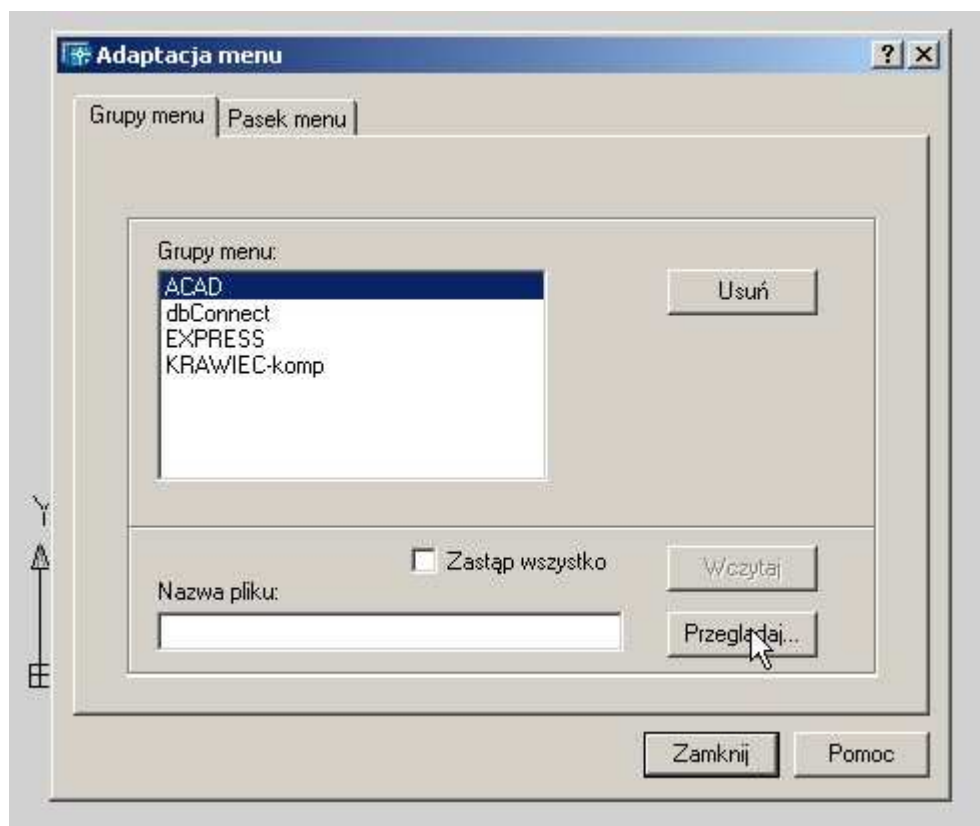 Adaptacja menu
Grupy menu
Pasek menu
Grupy menu:
ACAD
dbConnect
EXPRESS
KRAWIEC-komp
Usuń
Zastąp wszystko
Wczytaj
Nazwa pliku:
Przeglądaj...
Zamknij
Pomoc
Y